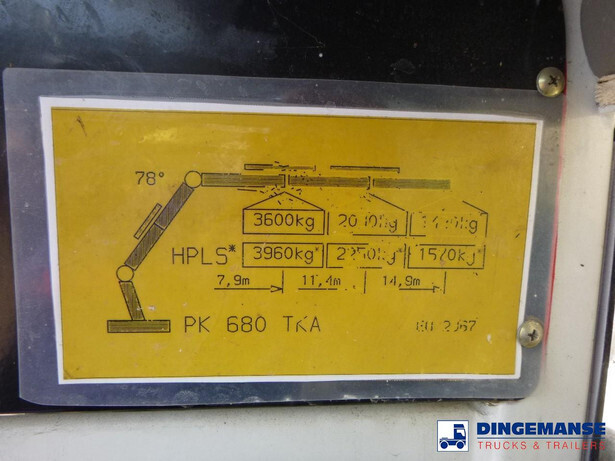 78°
3600kg
HPLS* 3960kg*
7,9m 11,4m 14,9m
PK 680 TKA
DINGEMANSE
TRUCKS & TRAILERS